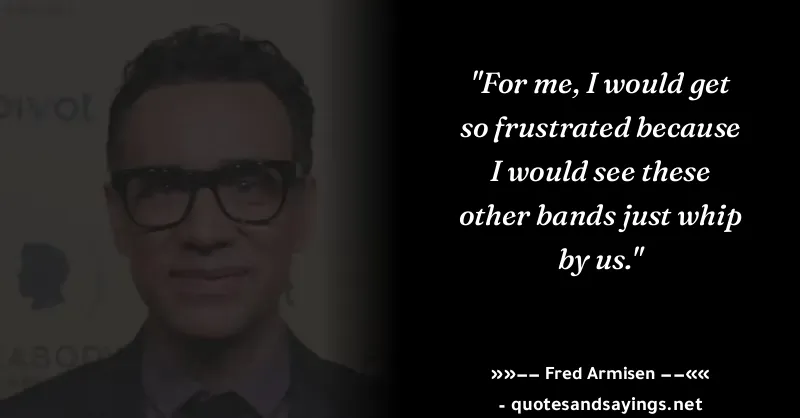 pivot
"For me, I would get
so frustrated because
I would see these
other bands just whip
by us."
»»−− Fred Armisen −−««
- quotesandsayings.net